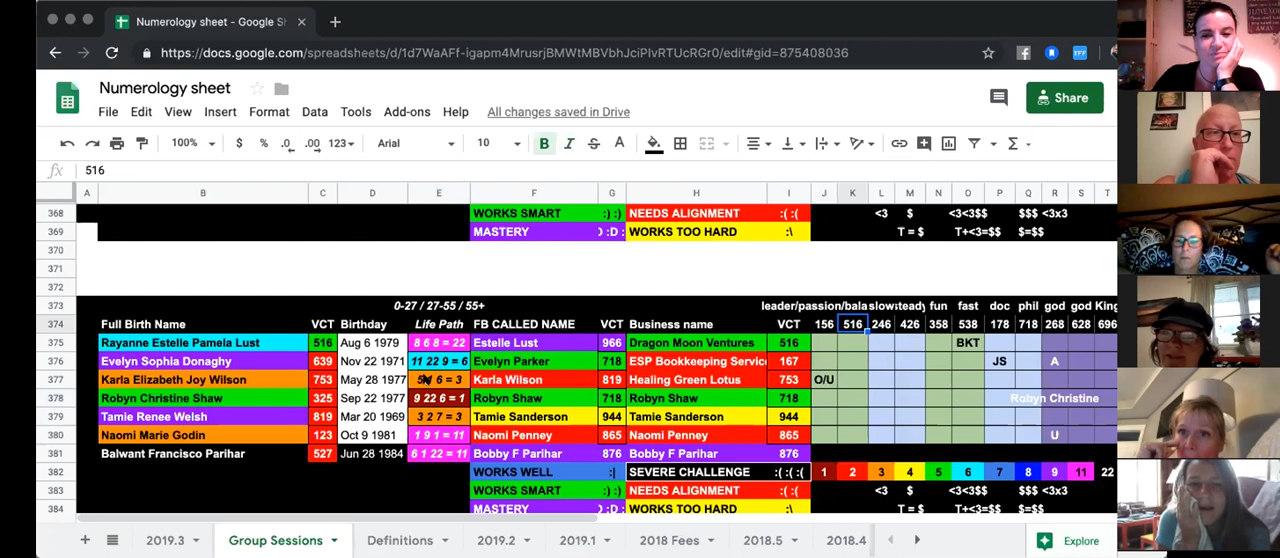 Numerology sheet - Google Sh
https://docs.google.com/spreadsheets/d/1d7WaAFf-igapm4MrusrjBMWtMBVbhJciPlvRTUcRGr0/edit#gid=875408036
Numerology sheet
File Edit View Insert Format Data Tools Add-ons Help All changes saved in Drive
Share
100% $ % .0 .00 123 Arial 10 B I S A
fx 516
A B C D E F G H I J K L M N O P Q R S T
368 WORKS SMART :) :) NEEDS ALIGNMENT :( :( <3 $ <3<3$$ $$$ <3x3
369 MASTERY :D : WORKS TOO HARD :\ T = $ T+<3=$$ $=$$
370
371
372
373 0-27 / 27-55 / 55+ leader/passion/bala slow steady fun fast doc phil god god King
374 Full Birth Name VCT Birthday Life Path FB CALLED NAME VCT Business name VCT 156 516 246 426 358 538 178 718 268 628 696
375 Rayanne Estelle Pamela Lust 516 Aug 6 1979 8 6 8 = 22 Estelle Lust 966 Dragon Moon Ventures 516 BKT
376 Evelyn Sophia Donaghy 639 Nov 22 1971 11 22 9 = 6 Evelyn Parker 718 ESP Bookkeeping Servic 167 JS A
377 Karla Elizabeth Joy Wilson 753 May 28 1977 6 = 3 Karla Wilson 819 Healing Green Lotus 753 O/U
378 Robyn Christine Shaw 325 Sep 22 1977 9 22 6 = 1 Robyn Shaw 718 Robyn Shaw 718 Robyn Christine
379 Tamie Renee Welsh 819 Mar 20 1969 3 2 7 = 3 Tamie Sanderson 944 Tamie Sanderson 944
380 Naomi Marie Godin 123 Oct 9 1981 1 9 1 = 11 Naomi Penney 865 Naomi Penney 865 U
381 Balwant Francisco Parihar 527 Jun 28 1984 6 1 22 = 11 Bobby F Parihar 876 Bobby F Parihar 876
382 WORKS WELL :| SEVERE CHALLENGE :( :( :( 1 2 3 4 5 6 7 8 9 11 22
383 WORKS SMART :) :) NEEDS ALIGNMENT :( :( <3 $ <3<3$$ $$$ <3x3
384 MASTERY :D : WORKS TOO HARD :\ T = $ T+<3=$$ $=$$
2019.3 Group Sessions Definitions 2019.2 2019.1 2018 Fees 2018.5 2018.4 Explore